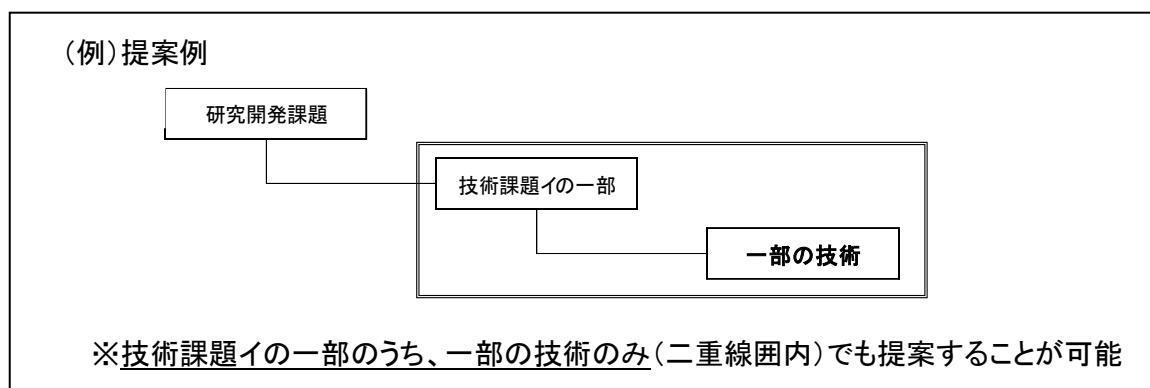 （例）提案例
研究開発課題
技術課題イの一部
一部の技術
※技術課題イの一部のうち、一部の技術のみ（二重線囲内）でも提案することが可能